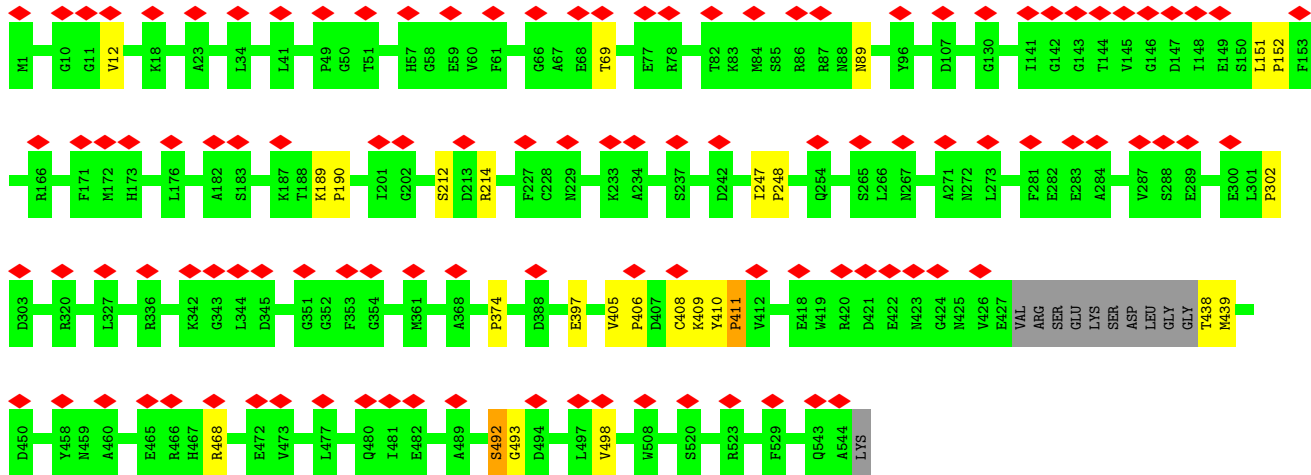 M1 G10 G11 V12 K18 A23 L34 L41 P49 G50 T51 H57 G58 E59 V60 F61 G66 A67 E68 T69 E77 R78 T82 K83 M84 S85 R86 R87 N88 N89 Y96 D107 G130 I141 G142 G143 T144 V145 G146 D147 I148 E149 S150 L151 P152 F153
R166 F171 M172 H173 L176 A182 S183 K187 T188 K189 P190 I201 G202 S212 D213 R214 F227 C228 N229 K233 A234 S237 D242 I247 P248 Q254 S265 L266 N267 A271 N272 L273 F281 E282 E283 A284 V287 S288 E289 E300 L301 P302
D303 R320 L327 R336 K342 G343 L344 D345 G351 G352 F353 G354 M361 A368 P374 D388 E397 V405 P406 D407 C408 K409 Y410 P411 V412 E418 W419 R420 D421 E422 N423 G424 N425 V426 E427 VAL ARG SER GLU LYS SER ASP LEU GLY GLY T438 M439
D450 Y458 N459 A460 E465 R466 H467 R468 E472 V473 L477 Q480 I481 E482 A489 S492 G493 D494 L497 V498 W508 S520 R523 F529 Q543 A544 LYS